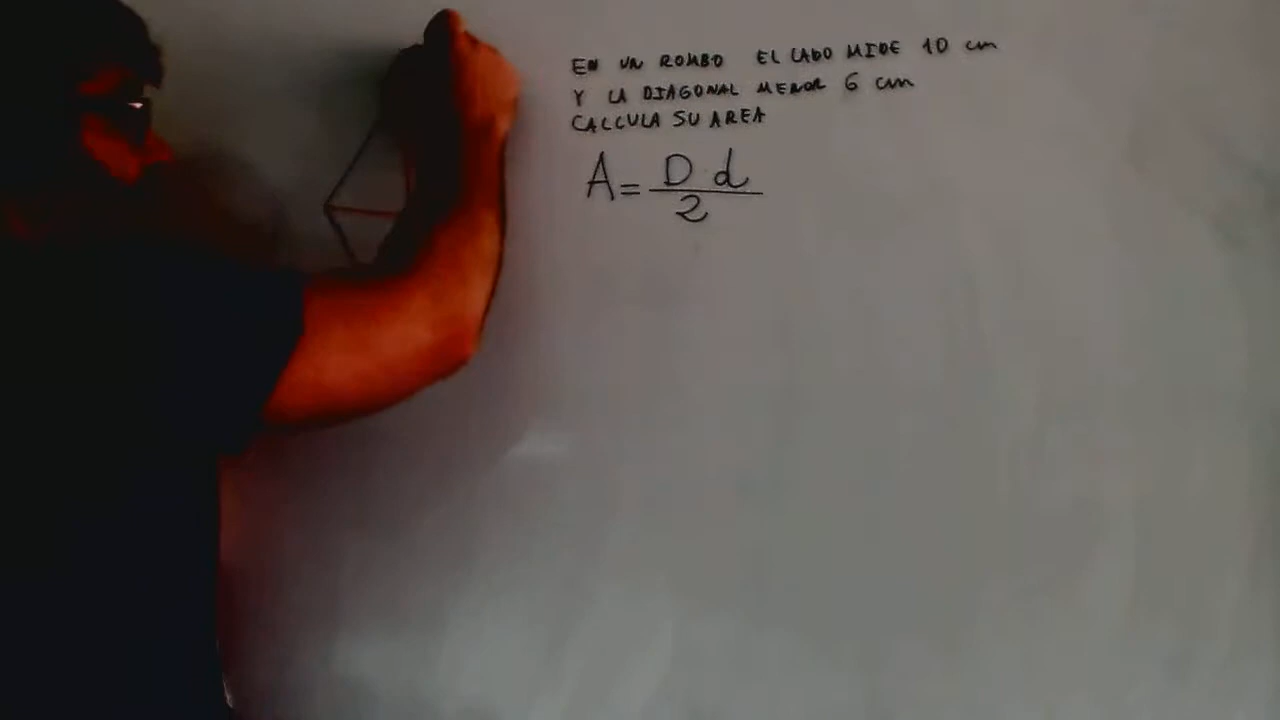 EN UN ROMBO EL LADO MIDE 10 cm
Y LA DIAGONAL MENOR 6 cm
CALCULA SU AREA
A = D · d / 2